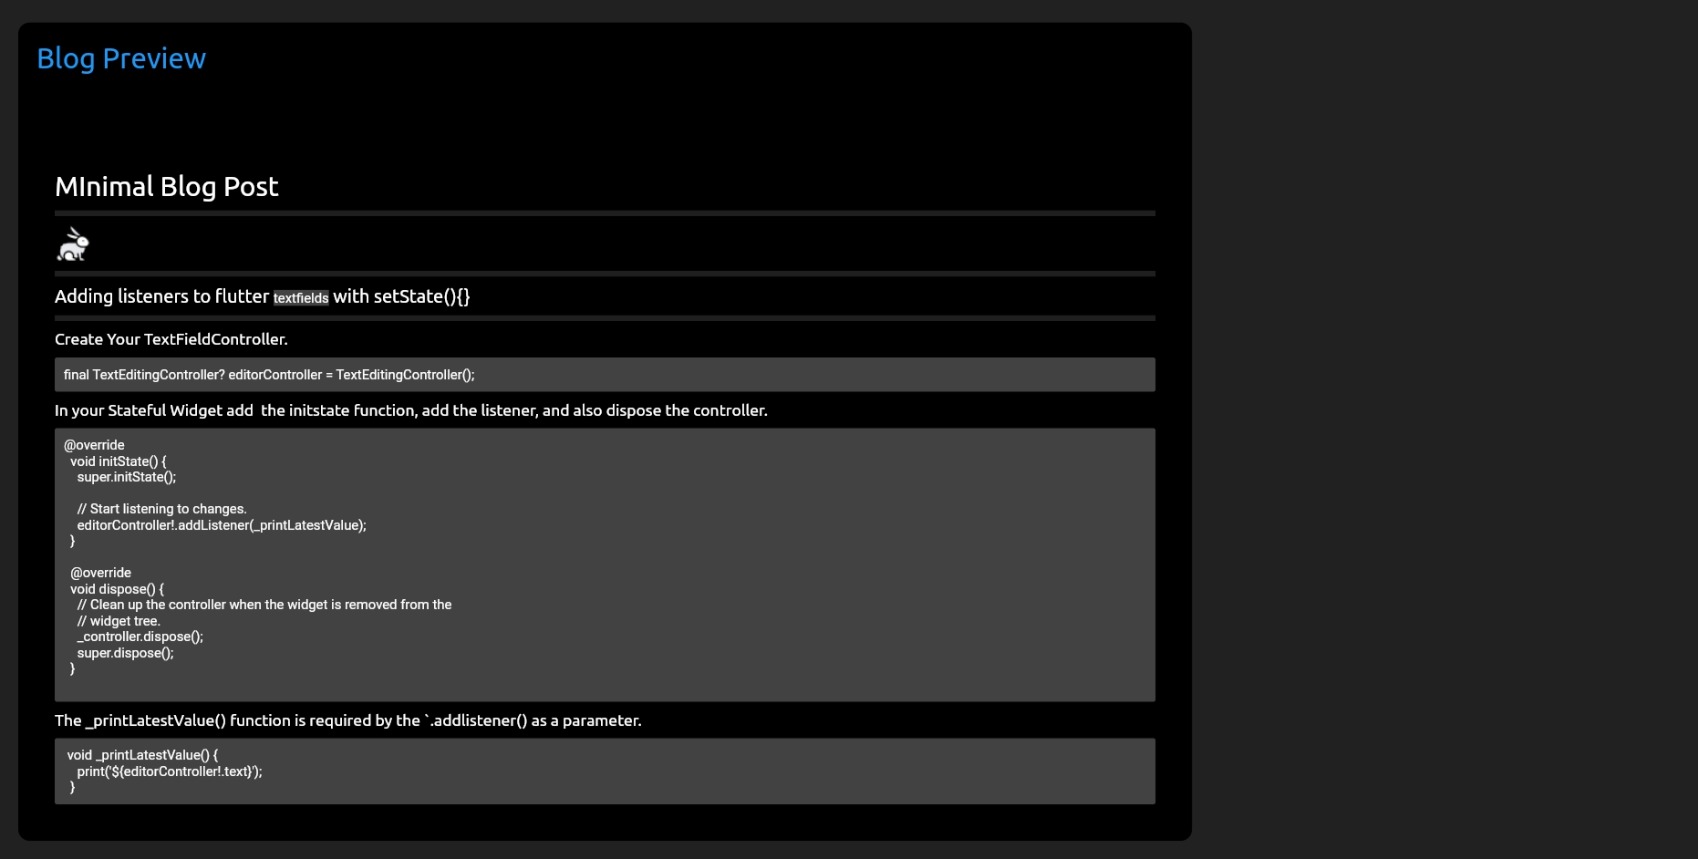 Blog Preview
MInimal Blog Post
Adding listeners to flutter textfields with setState(){}
Create Your TextFieldController.
final TextEditingController? editorController = TextEditingController();
In your Stateful Widget add  the initstate function, add the listener, and also dispose the controller.
@override
  void initState() {
    super.initState();

    // Start listening to changes.
    editorController!.addListener(_printLatestValue);
  }

  @override
  void dispose() {
    // Clean up the controller when the widget is removed from the
    // widget tree.
    _controller.dispose();
    super.dispose();
  }
The _printLatestValue() function is required by the `.addlistener() as a parameter.
 void _printLatestValue() {
    print('${editorController!.text}');
  }